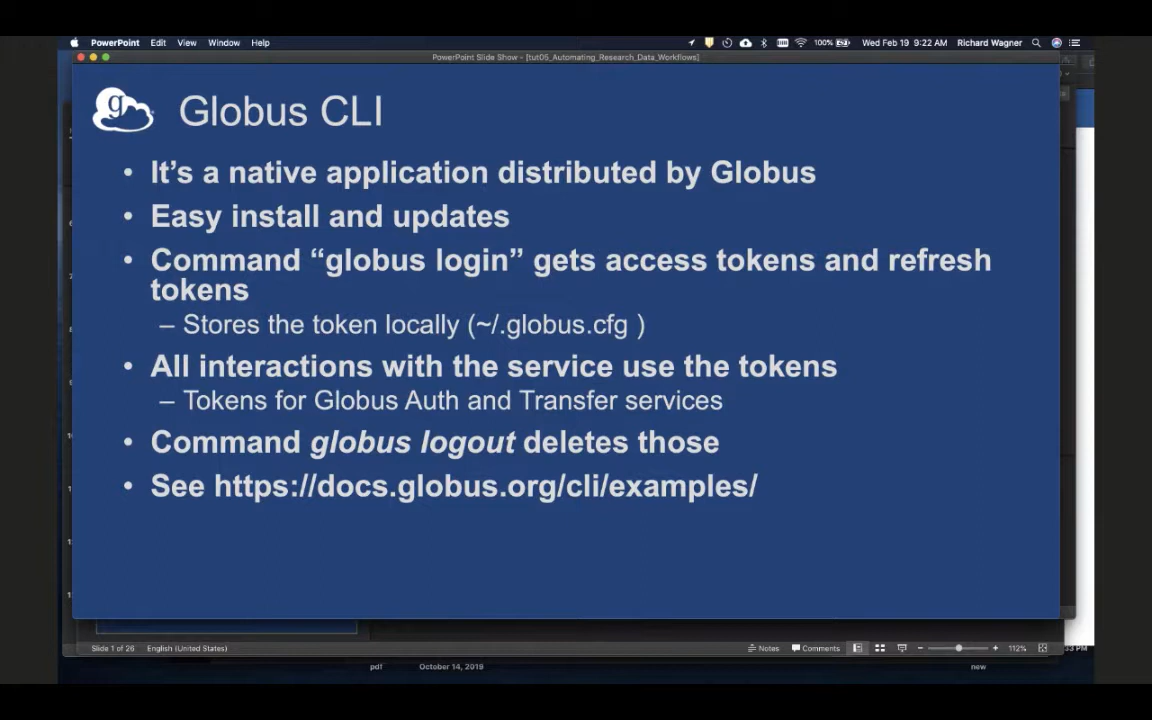 PowerPoint Edit View Window Help 100% Wed Feb 19 9:22 AM Richard Wagner
PowerPoint Slide Show - [tut05_Automating_Research_Data_Workflows]
g
Globus CLI
• It’s a native application distributed by Globus
• Easy install and updates
• Command “globus login” gets access tokens and refresh
tokens
– Stores the token locally (~/.globus.cfg )
• All interactions with the service use the tokens
– Tokens for Globus Auth and Transfer services
• Command globus logout deletes those
• See https://docs.globus.org/cli/examples/
Slide 1 of 26 English (United States) Notes Comments 112%
pdf October 14, 2019 new